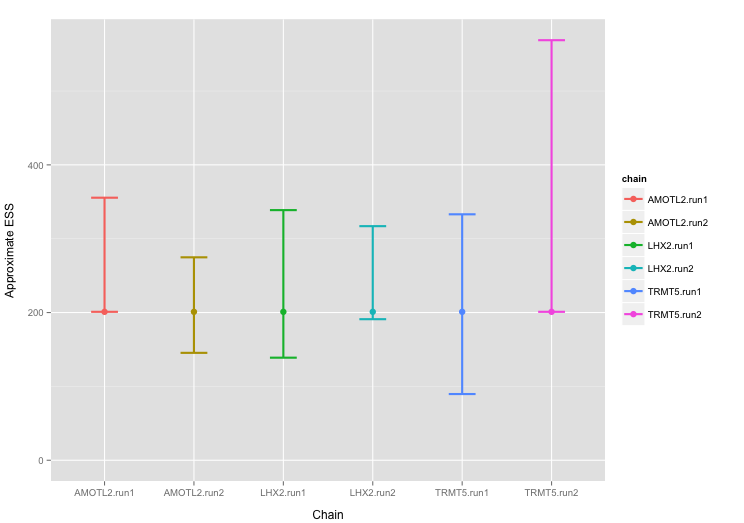 Approximate ESS
400
200
0
AMOTL2.run1 AMOTL2.run2 LHX2.run1 LHX2.run2 TRMT5.run1 TRMT5.run2
Chain
chain
AMOTL2.run1
AMOTL2.run2
LHX2.run1
LHX2.run2
TRMT5.run1
TRMT5.run2